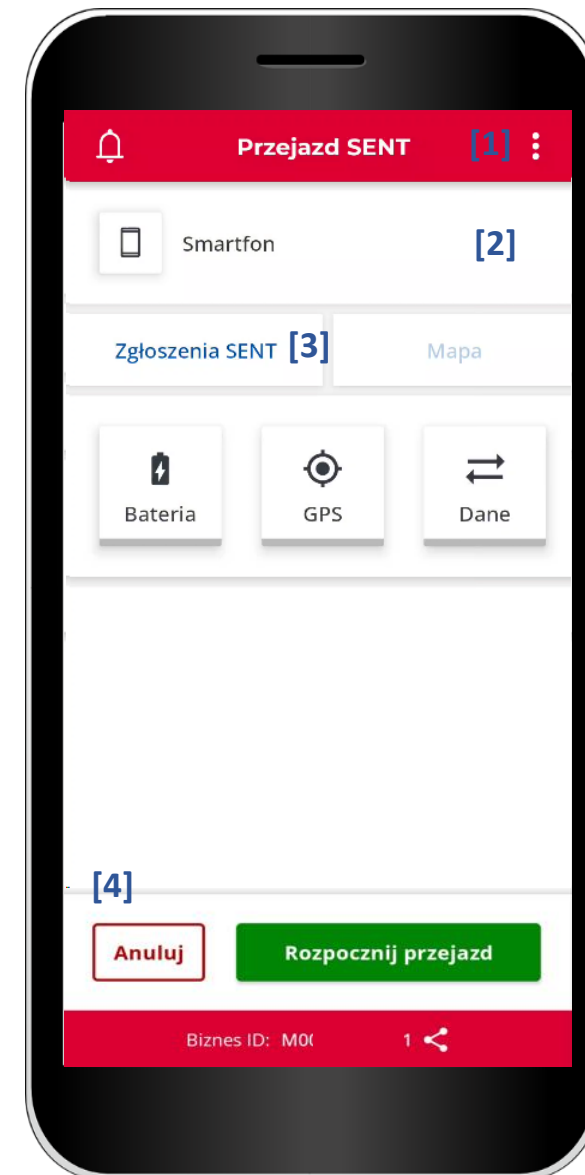 Przejazd SENT [1]
Smartfon [2]
Zgłoszenia SENT [3] Mapa
Bateria GPS Dane
[4]
Anuluj Rozpocznij przejazd
Biznes ID: M00 1